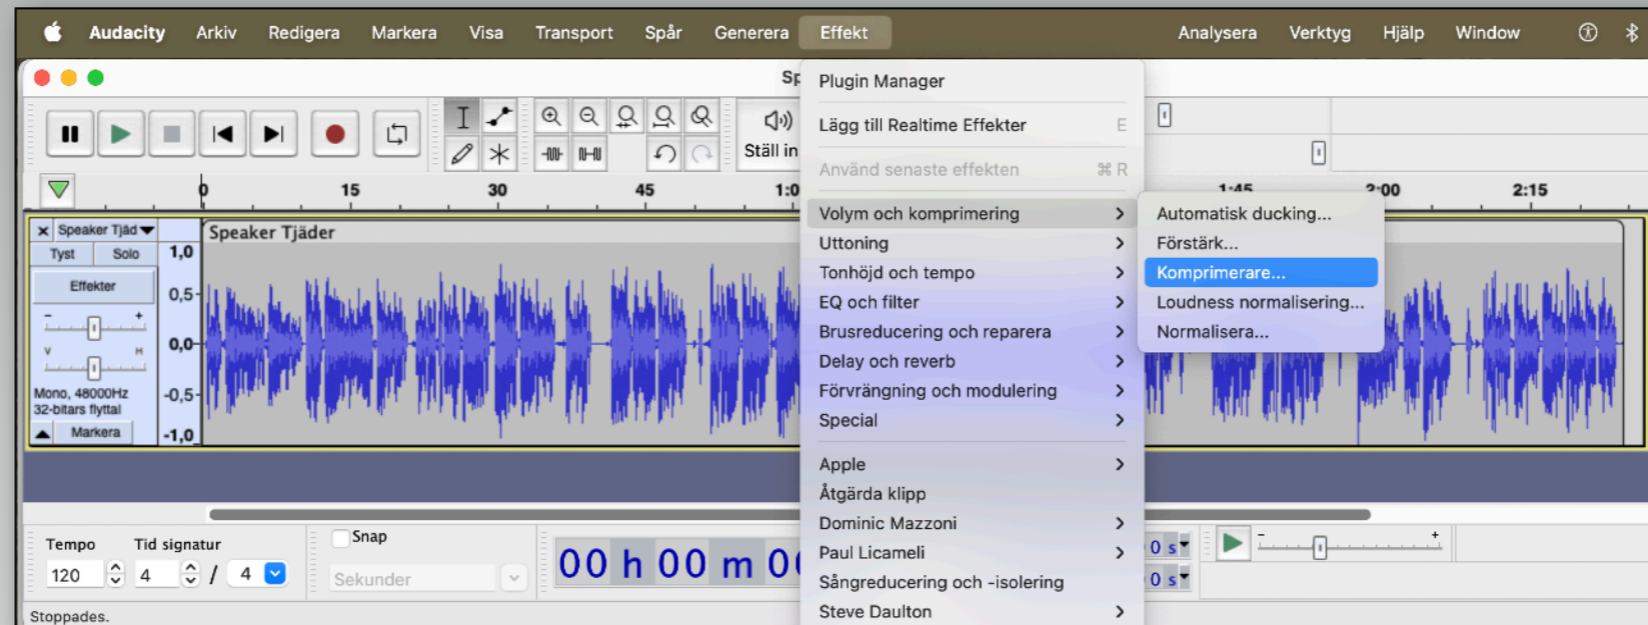 Audacity Arkiv Redigera Markera Visa Transport Spår Generera Effekt Analysera Verktyg Hjälp Window
Plugin Manager
Lägg till Realtime Effekter E
Använd senaste effekten ⌘ R
Volym och komprimering
Uttoning
Tonhöjd och tempo
EQ och filter
Brusreducering och reparera
Delay och reverb
Förvrängning och modulering
Special
Apple
Åtgärda klipp
Dominic Mazzoni
Paul Licameli
Sångreducering och -isolering
Steve Daulton
Automatisk ducking...
Förstärk...
Komprimerare...
Loudness normalisering...
Normalisera...
Sp
Ställ in
0 15 30 45 1:0 1:45 2:00 2:15
Speaker Tjäd
Speaker Tjäder
Tyst Solo
Effekter
- +
V H
Mono, 48000Hz
32-bitars flyttal
Markera
1,0
0,5
0,0
-0,5
-1,0
Tempo Tid signatur
120 4 / 4
Snap
Sekunder
00 h 00 m 00
0 s
0 s
- +
Stoppades.